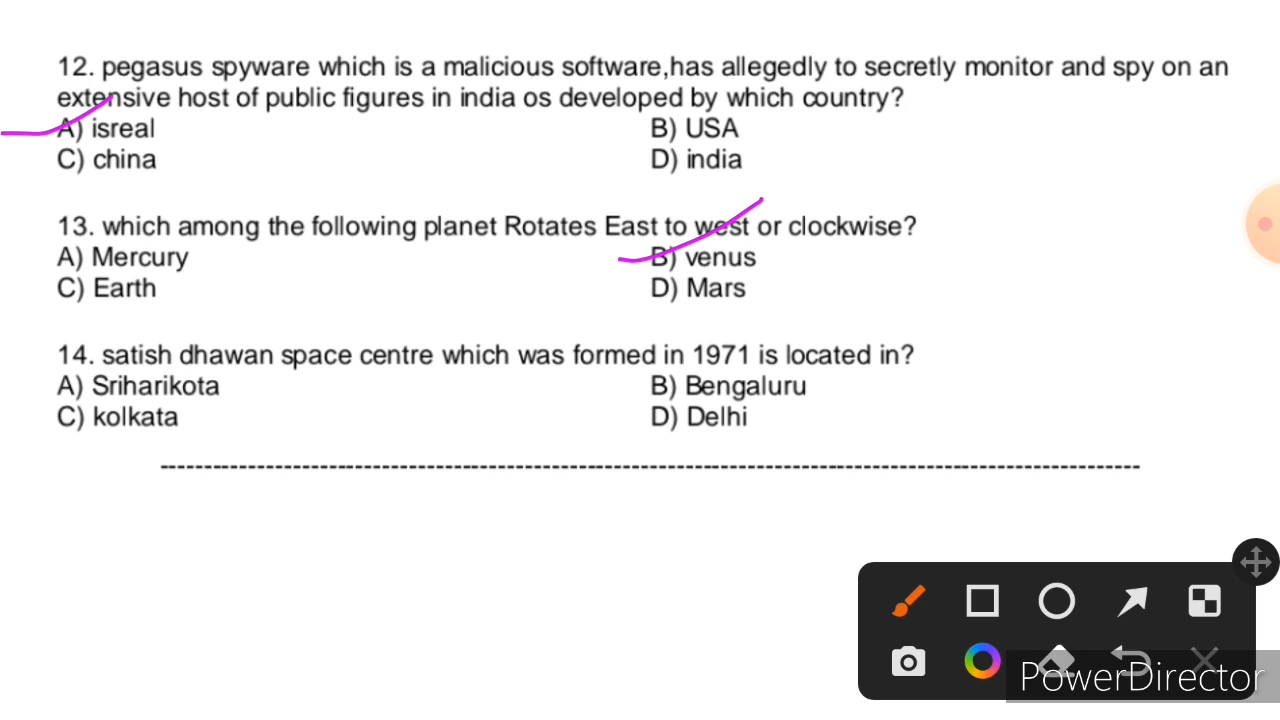 12. pegasus spyware which is a malicious software,has allegedly to secretly monitor and spy on an
extensive host of public figures in india os developed by which country?
A) isreal B) USA
C) china D) india
13. which among the following planet Rotates East to west or clockwise?
A) Mercury B) venus
C) Earth D) Mars
14. satish dhawan space centre which was formed in 1971 is located in?
A) Sriharikota B) Bengaluru
C) kolkata D) Delhi
PowerDirector